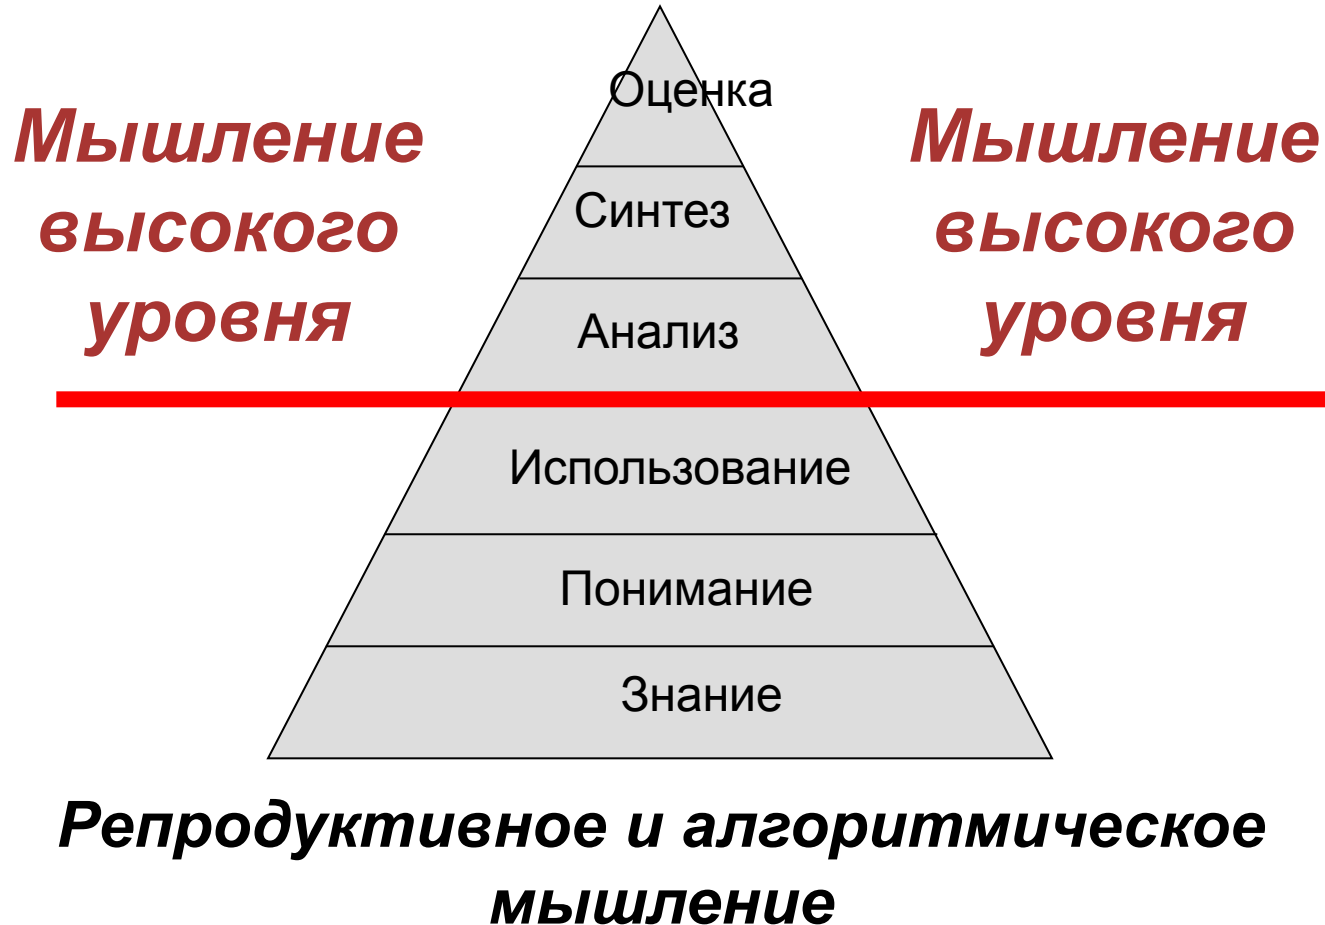 Оценка
Мышление
высокого
уровня
Мышление
высокого
уровня
Синтез
Анализ
Использование
Понимание
Знание
Репродуктивное и алгоритмическое
мышление